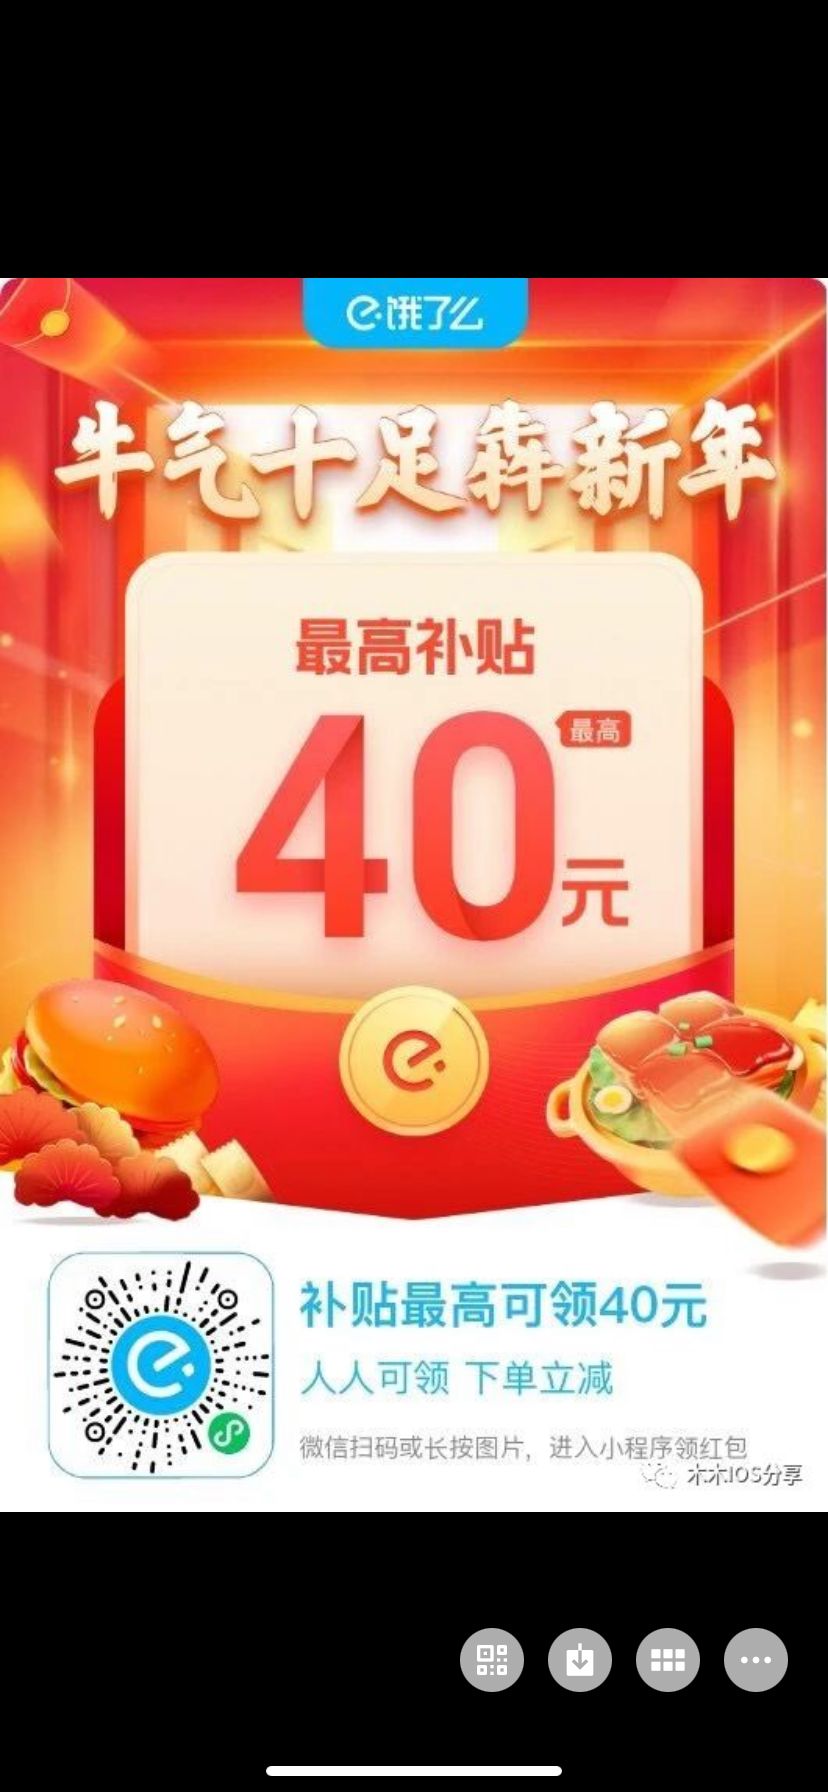 饿了么
牛气十足犇新年
最高补贴
40元
最高
补贴最高可领40元
人人可领 下单立减
微信扫码或长按图片，进入小程序领红包
木木IOS分享